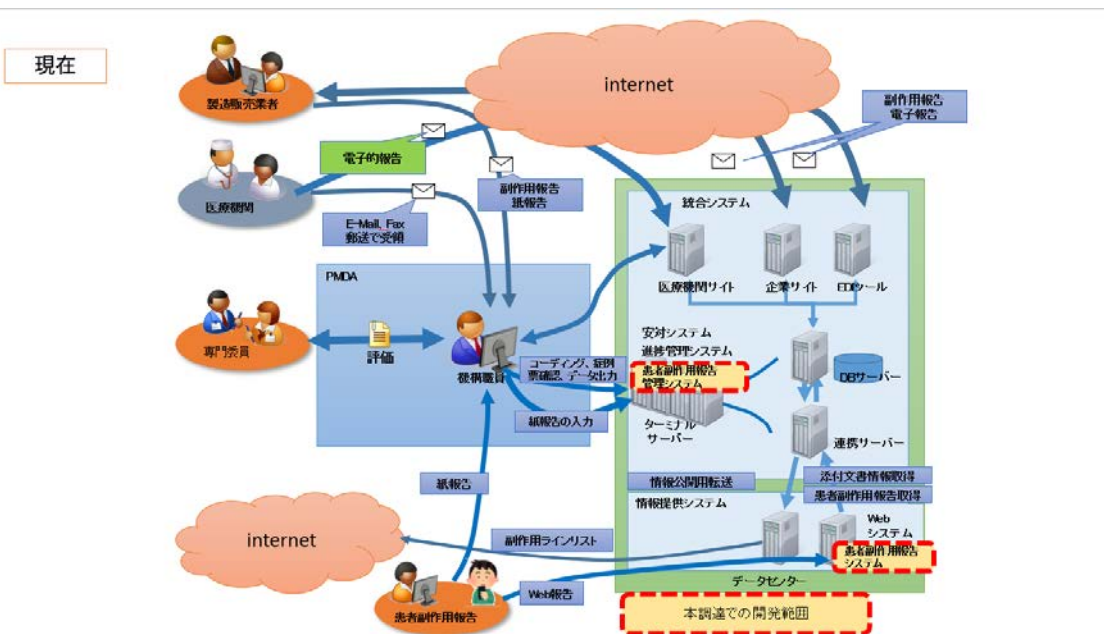 現在
internet
製造販売業者
副作用報告
電子報告
電子的報告
医療機関
副作用報告
紙報告
E-Mail, Fax
郵送で受領
統合システム
医療機関サイト
企業サイト
EDIツール
PMDA
専門委員
評価
機構職員
安対システム
進捗管理システム
患者副作用報告
管理システム
コーディング、症例
票確認、データ出力
DBサーバー
紙報告の入力
ターミナル
サーバー
連携サーバー
紙報告
情報公開用転送
添付文書情報取得
患者副作用報告取得
情報提供システム
internet
副作用ラインリスト
Web
システム
患者副作用報告
システム
データセンター
Web報告
患者副作用報告
本調達での開発範囲